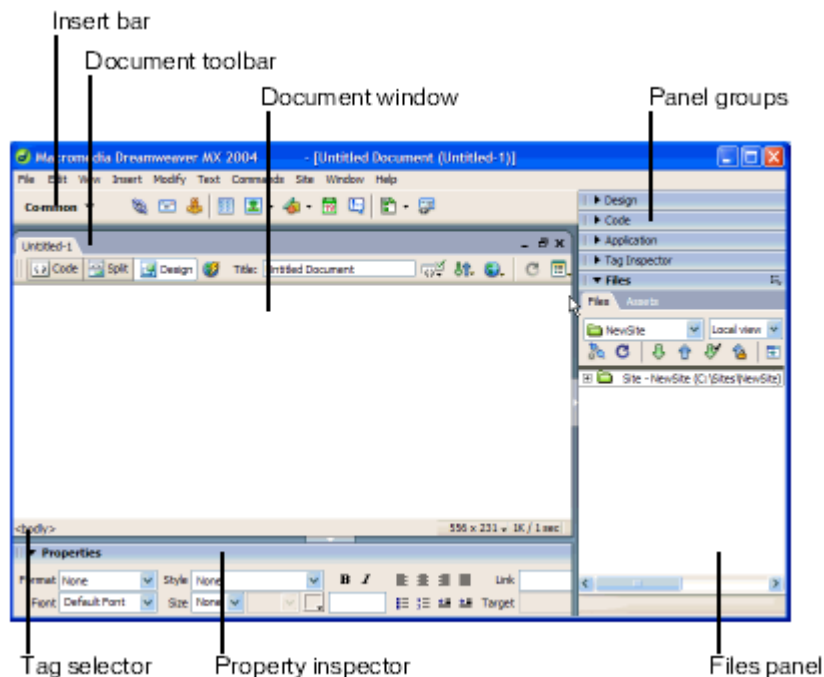 Insert bar
Document toolbar
Document window
Panel groups
Macromedia Dreamweaver MX 2004 - [Untitled Document (Untitled-1)]
File Edit View Insert Modify Text Commands Site Window Help
Common
Design
Code
Application
Tag Inspector
Files
Untitled-1
Code Split Design Title: Untitled Document
Files Assets
NewSite Local view
Site - NewSite (C:\Sites\NewSite)
<body> 556 x 231 1K / 1 sec
Properties
Format None Style None B I Link
Font Default Font Size None Target
Tag selector
Property inspector
Files panel